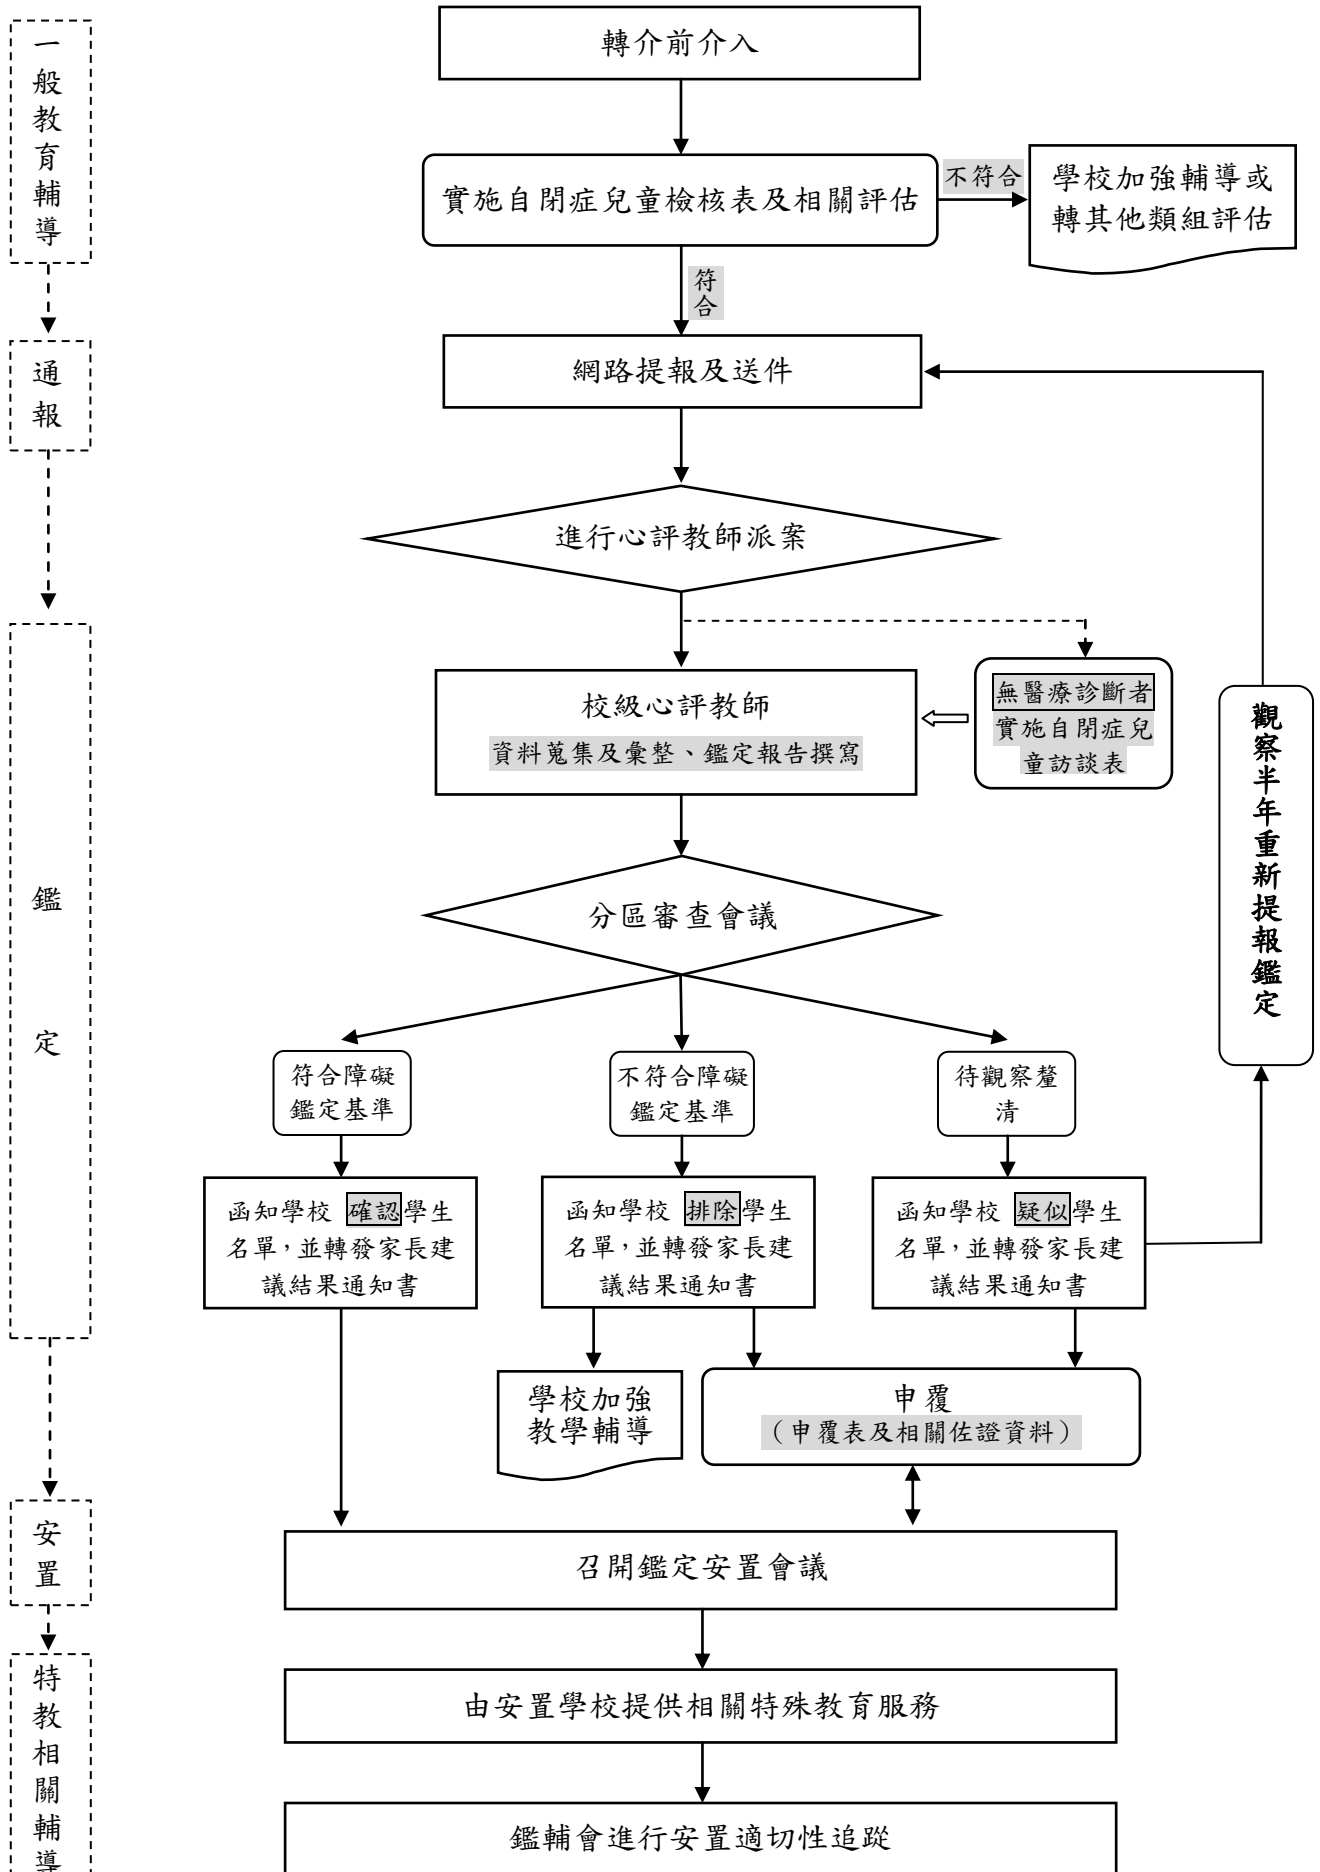 一般教育輔導
通報
鑑定
安置
特教相關輔導
轉介前介入
實施自閉症兒童檢核表及相關評估
不符合
學校加強輔導或
轉其他類組評估
符合
網路提報及送件
進行心評教師派案
校級心評教師
資料蒐集及彙整、鑑定報告撰寫
無醫療診斷者
實施自閉症兒
童訪談表
觀察半年重新提報鑑定
分區審查會議
符合障礙
鑑定基準
不符合障礙
鑑定基準
待觀察釐
清
函知學校 確認學生
名單,並轉發家長建
議結果通知書
函知學校 排除學生
名單,並轉發家長建
議結果通知書
函知學校 疑似學生
名單,並轉發家長建
議結果通知書
學校加強
教學輔導
申覆
（申覆表及相關佐證資料）
召開鑑定安置會議
由安置學校提供相關特殊教育服務
鑑輔會進行安置適切性追蹤